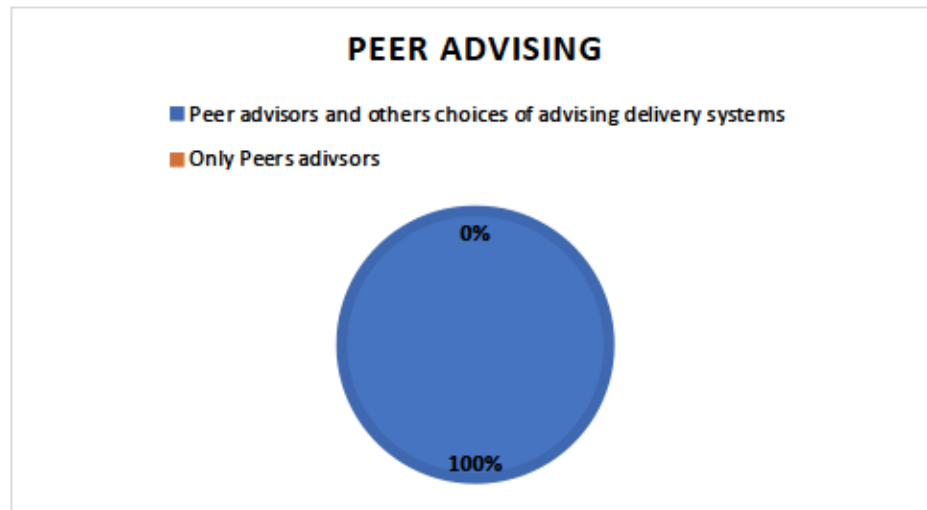 PEER ADVISING
Peer advisors and others choices of advising delivery systems
Only Peers adivsors
0%
100%